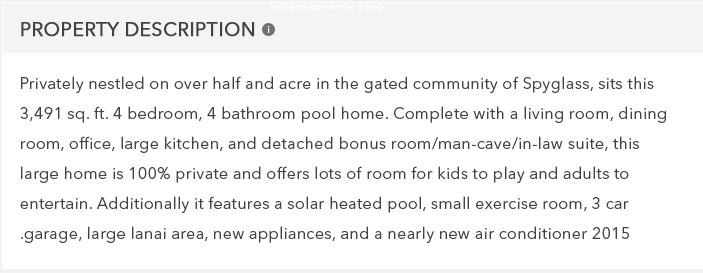 half and acre in the gated
PROPERTY DESCRIPTION i
Privately nestled on over half and acre in the gated community of Spyglass, sits this
3,491 sq. ft. 4 bedroom, 4 bathroom pool home. Complete with a living room, dining
room, office, large kitchen, and detached bonus room/man-cave/in-law suite, this
large home is 100% private and offers lots of room for kids to play and adults to
entertain. Additionally it features a solar heated pool, small exercise room, 3 car
.garage, large lanai area, new appliances, and a nearly new air conditioner 2015